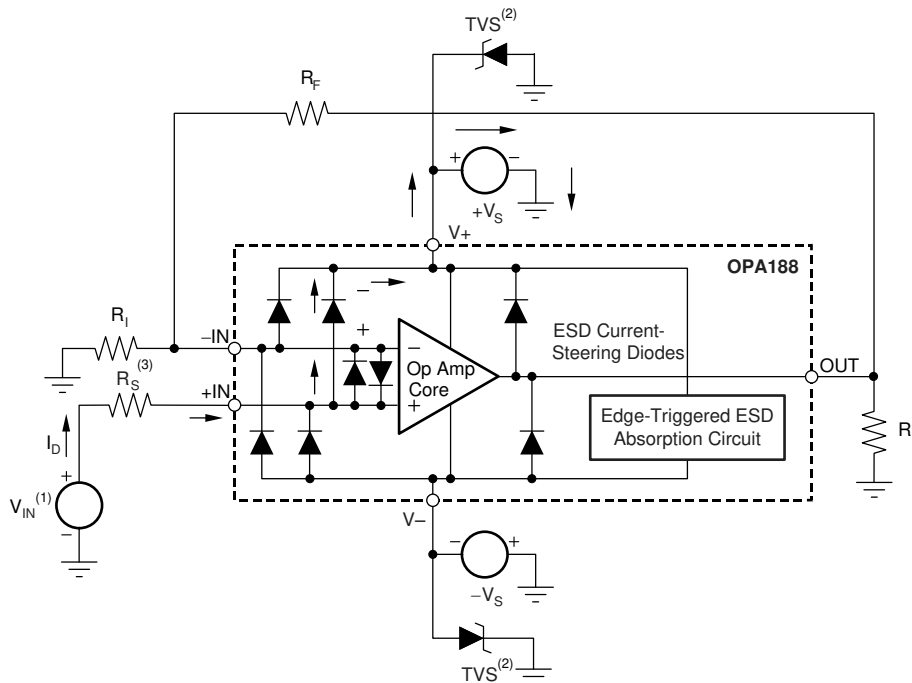 TVS(2)
RF
+ −
+VS
V+
OPA188
−
RI
−IN
+
−
ESD Current-
Steering Diodes
Op Amp
Core
OUT
(3)
RS
+IN
+
Edge-Triggered ESD
Absorption Circuit
R
ID
+
VIN(1)
−
V−
− +
−VS
TVS(2)